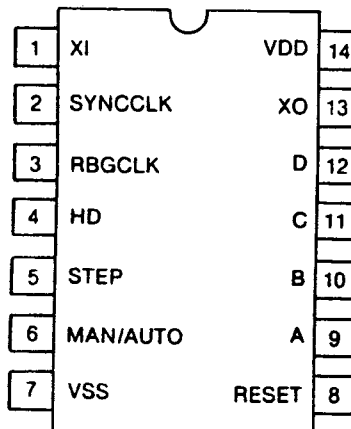 1 XI VDD 14
2 SYNCCLK XO 13
3 RBGCLK D 12
4 HD C 11
5 STEP B 10
6 MAN/AUTO A 9
7 VSS RESET 8